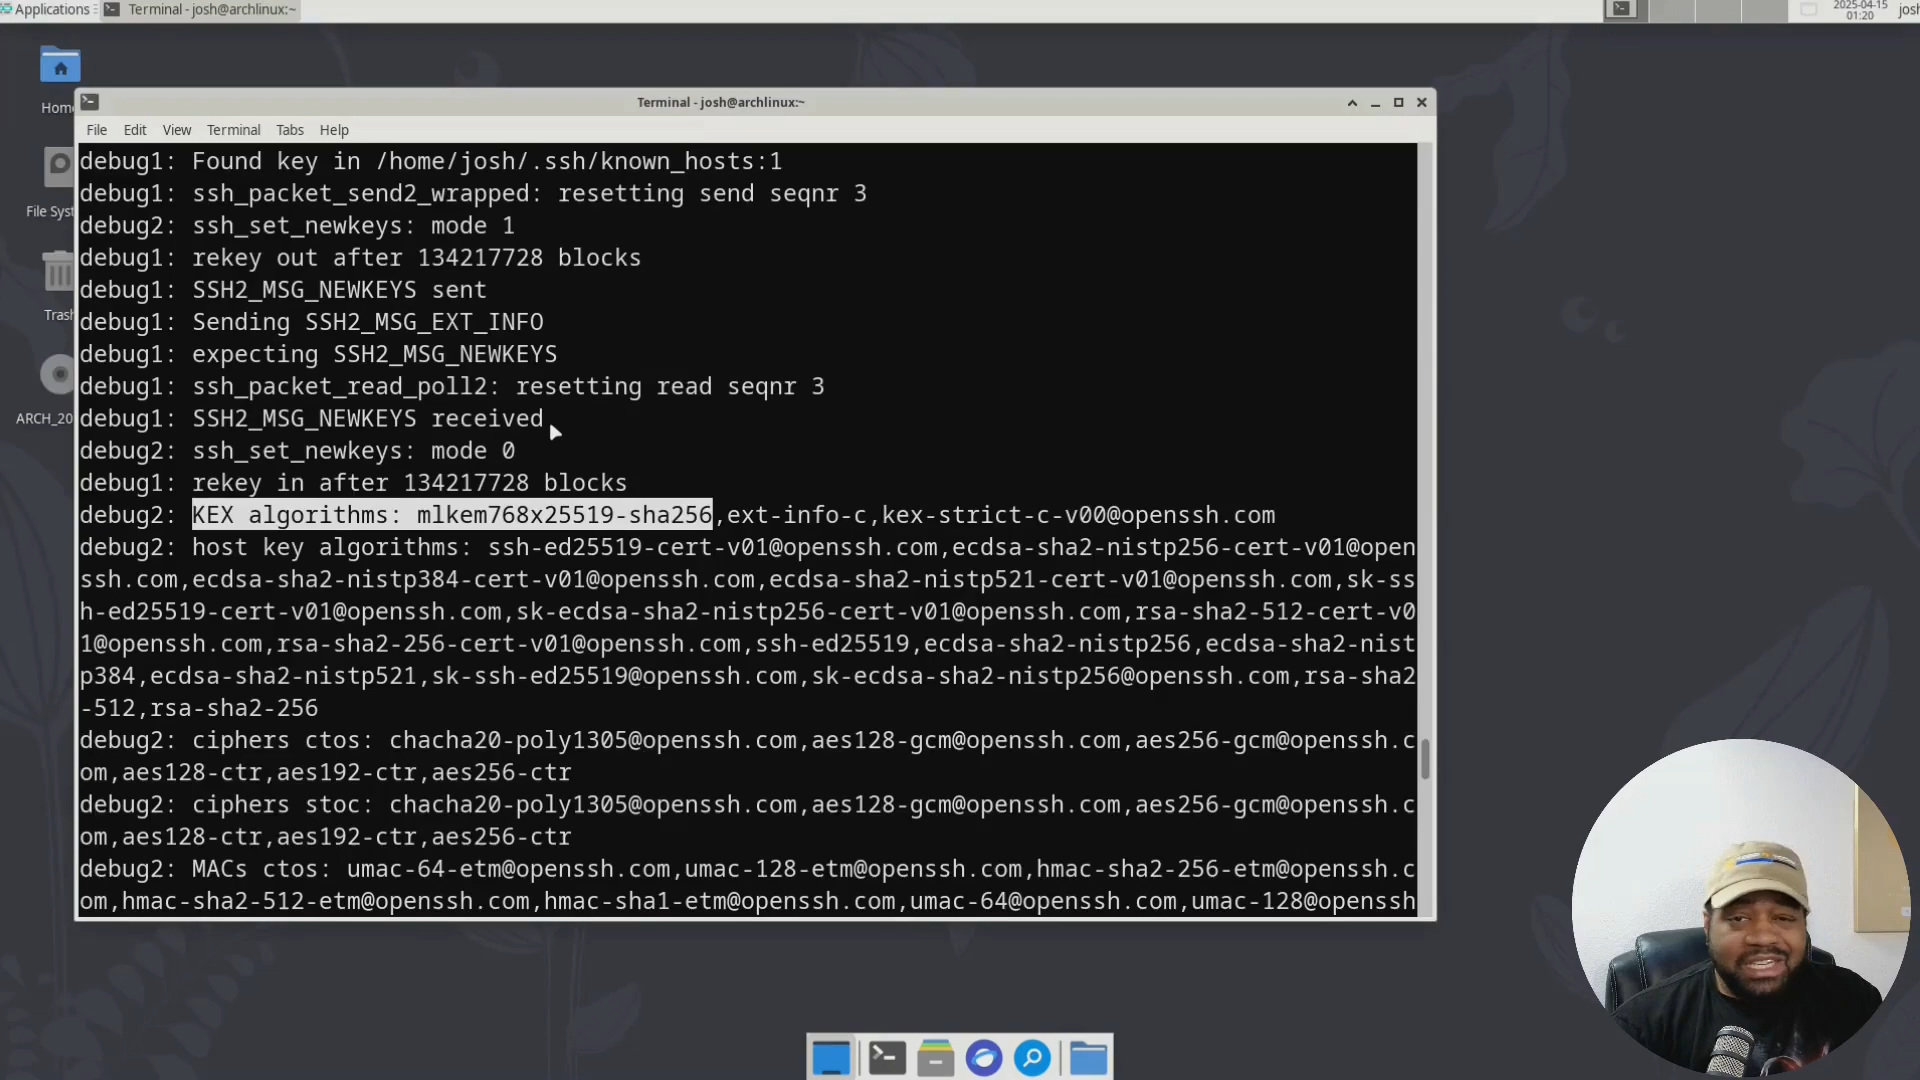 Applications
Terminal - josh@archlinux:~
2025-04-15
01:20
josh
Home
File Syst
Trash
ARCH_20
Terminal - josh@archlinux:~
File Edit View Terminal Tabs Help
debug1: Found key in /home/josh/.ssh/known_hosts:1
debug1: ssh_packet_send2_wrapped: resetting send seqnr 3
debug2: ssh_set_newkeys: mode 1
debug1: rekey out after 134217728 blocks
debug1: SSH2_MSG_NEWKEYS sent
debug1: Sending SSH2_MSG_EXT_INFO
debug1: expecting SSH2_MSG_NEWKEYS
debug1: ssh_packet_read_poll2: resetting read seqnr 3
debug1: SSH2_MSG_NEWKEYS received
debug2: ssh_set_newkeys: mode 0
debug1: rekey in after 134217728 blocks
debug2: KEX algorithms: mlkem768x25519-sha256,ext-info-c,kex-strict-c-v00@openssh.com
debug2: host key algorithms: ssh-ed25519-cert-v01@openssh.com,ecdsa-sha2-nistp256-cert-v01@open
ssh.com,ecdsa-sha2-nistp384-cert-v01@openssh.com,ecdsa-sha2-nistp521-cert-v01@openssh.com,sk-ss
h-ed25519-cert-v01@openssh.com,sk-ecdsa-sha2-nistp256-cert-v01@openssh.com,rsa-sha2-512-cert-v0
1@openssh.com,rsa-sha2-256-cert-v01@openssh.com,ssh-ed25519,ecdsa-sha2-nistp256,ecdsa-sha2-nist
p384,ecdsa-sha2-nistp521,sk-ssh-ed25519@openssh.com,sk-ecdsa-sha2-nistp256@openssh.com,rsa-sha2
-512,rsa-sha2-256
debug2: ciphers ctos: chacha20-poly1305@openssh.com,aes128-gcm@openssh.com,aes256-gcm@openssh.c
om,aes128-ctr,aes192-ctr,aes256-ctr
debug2: ciphers stoc: chacha20-poly1305@openssh.com,aes128-gcm@openssh.com,aes256-gcm@openssh.c
om,aes128-ctr,aes192-ctr,aes256-ctr
debug2: MACs ctos: umac-64-etm@openssh.com,umac-128-etm@openssh.com,hmac-sha2-256-etm@openssh.c
om,hmac-sha2-512-etm@openssh.com,hmac-sha1-etm@openssh.com,umac-64@openssh.com,umac-128@openssh